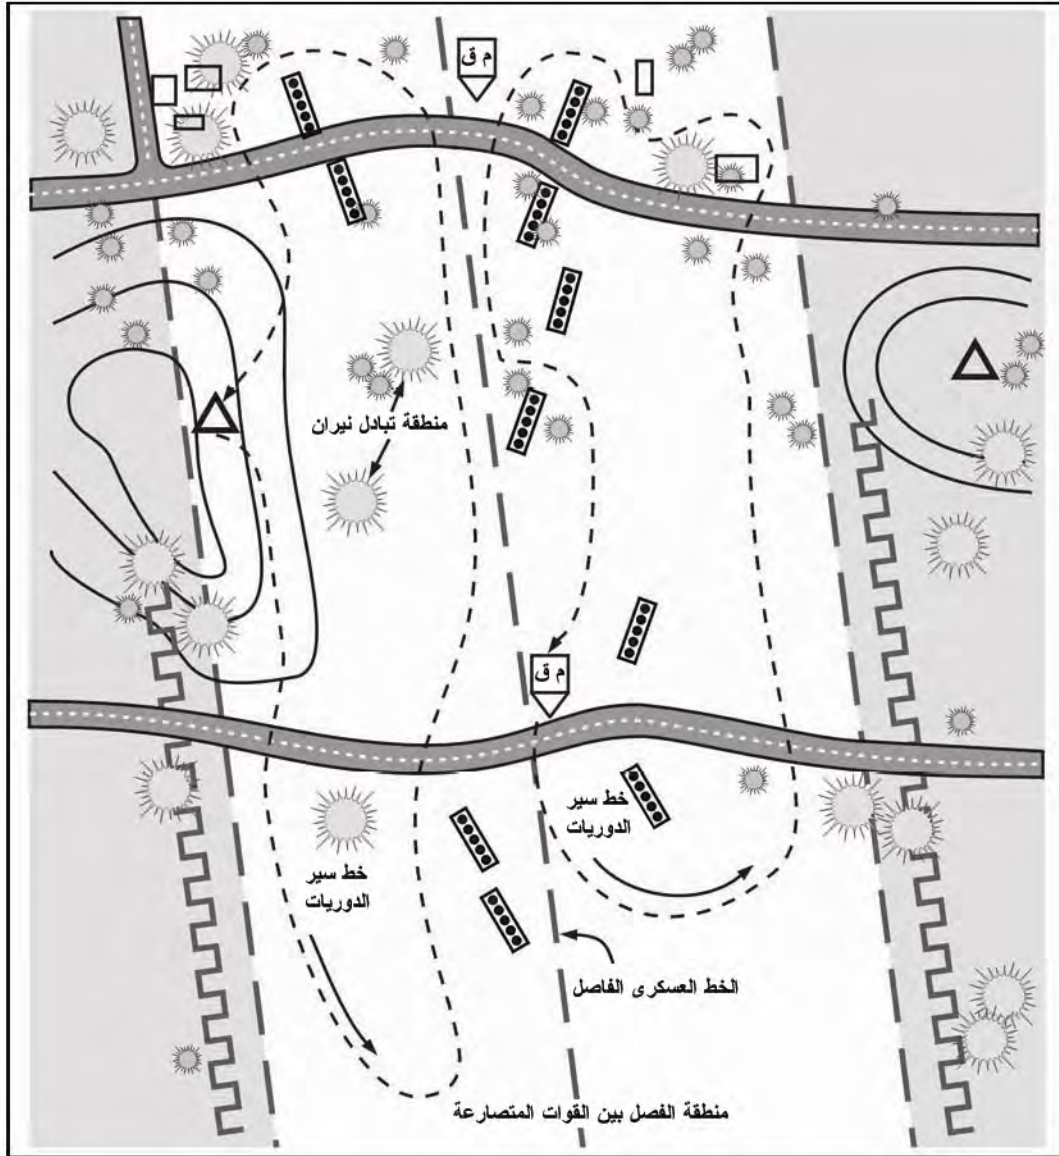 م ق
منطقة تبادل نيران
م ق
خط سير
الدوريات
خط سير
الدوريات
الخط العسكرى الفاصل
منطقة الفصل بين القوات المتصارعة